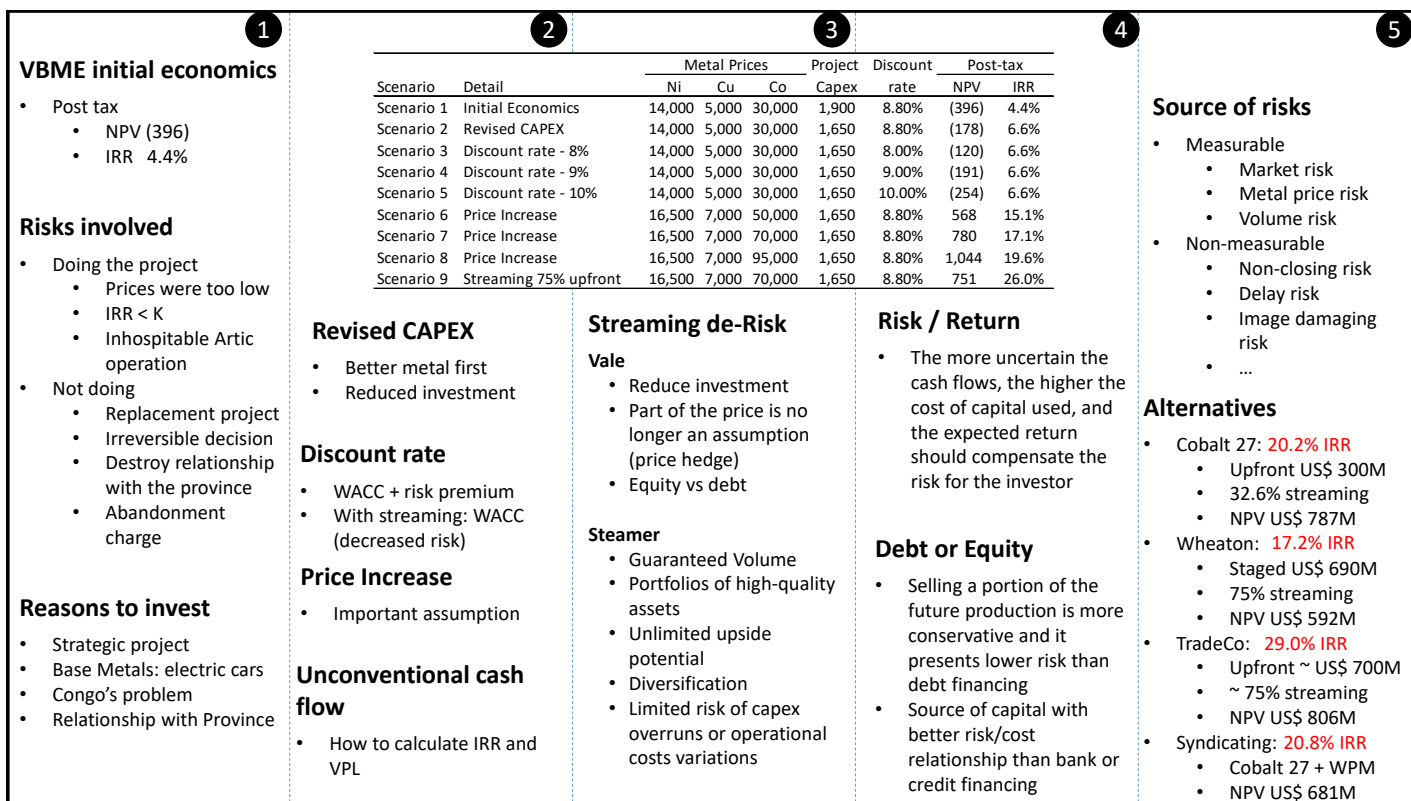 1
VBME initial economics
• Post tax
• NPV (396)
• IRR 4.4%
Risks involved
• Doing the project
• Prices were too low
• IRR < K
• Inhospitable Artic
operation
• Not doing
• Replacement project
• Irreversible decision
• Destroy relationship
with the province
• Abandonment
charge
Reasons to invest
• Strategic project
• Base Metals: electric cars
• Congo's problem
• Relationship with Province
2
3
4
Metal Prices Project Discount Post-tax
Scenario Detail Ni Cu Co Capex rate NPV IRR
Scenario 1 Initial Economics 14,000 5,000 30,000 1,900 8.80% (396) 4.4%
Scenario 2 Revised CAPEX 14,000 5,000 30,000 1,650 8.80% (178) 6.6%
Scenario 3 Discount rate - 8% 14,000 5,000 30,000 1,650 8.00% (120) 6.6%
Scenario 4 Discount rate - 9% 14,000 5,000 30,000 1,650 9.00% (191) 6.6%
Scenario 5 Discount rate - 10% 14,000 5,000 30,000 1,650 10.00% (254) 6.6%
Scenario 6 Price Increase 16,500 7,000 50,000 1,650 8.80% 568 15.1%
Scenario 7 Price Increase 16,500 7,000 70,000 1,650 8.80% 780 17.1%
Scenario 8 Price Increase 16,500 7,000 95,000 1,650 8.80% 1,044 19.6%
Scenario 9 Streaming 75% upfront 16,500 7,000 70,000 1,650 8.80% 751 26.0%
Revised CAPEX
• Better metal first
• Reduced investment
Discount rate
• WACC + risk premium
• With streaming: WACC
(decreased risk)
Price Increase
• Important assumption
Unconventional cash
flow
• How to calculate IRR and
VPL
Streaming de-Risk
Vale
• Reduce investment
• Part of the price is no
longer an assumption
(price hedge)
• Equity vs debt
Steamer
• Guaranteed Volume
• Portfolios of high-quality
assets
• Unlimited upside
potential
• Diversification
• Limited risk of capex
overruns or operational
costs variations
Risk / Return
• The more uncertain the
cash flows, the higher the
cost of capital used, and
the expected return
should compensate the
risk for the investor
Debt or Equity
• Selling a portion of the
future production is more
conservative and it
presents lower risk than
debt financing
• Source of capital with
better risk/cost
relationship than bank or
credit financing
5
Source of risks
• Measurable
• Market risk
• Metal price risk
• Volume risk
• Non-measurable
• Non-closing risk
• Delay risk
• Image damaging
risk
• ...
Alternatives
• Cobalt 27: 20.2% IRR
• Upfront US$ 300M
• 32.6% streaming
• NPV US$ 787M
• Wheaton: 17.2% IRR
• Staged US$ 690M
• 75% streaming
• NPV US$ 592M
• TradeCo: 29.0% IRR
• Upfront ~ US$ 700M
• ~ 75% streaming
• NPV US$ 806M
• Syndicating: 20.8% IRR
• Cobalt 27 + WPM
• NPV US$ 681M